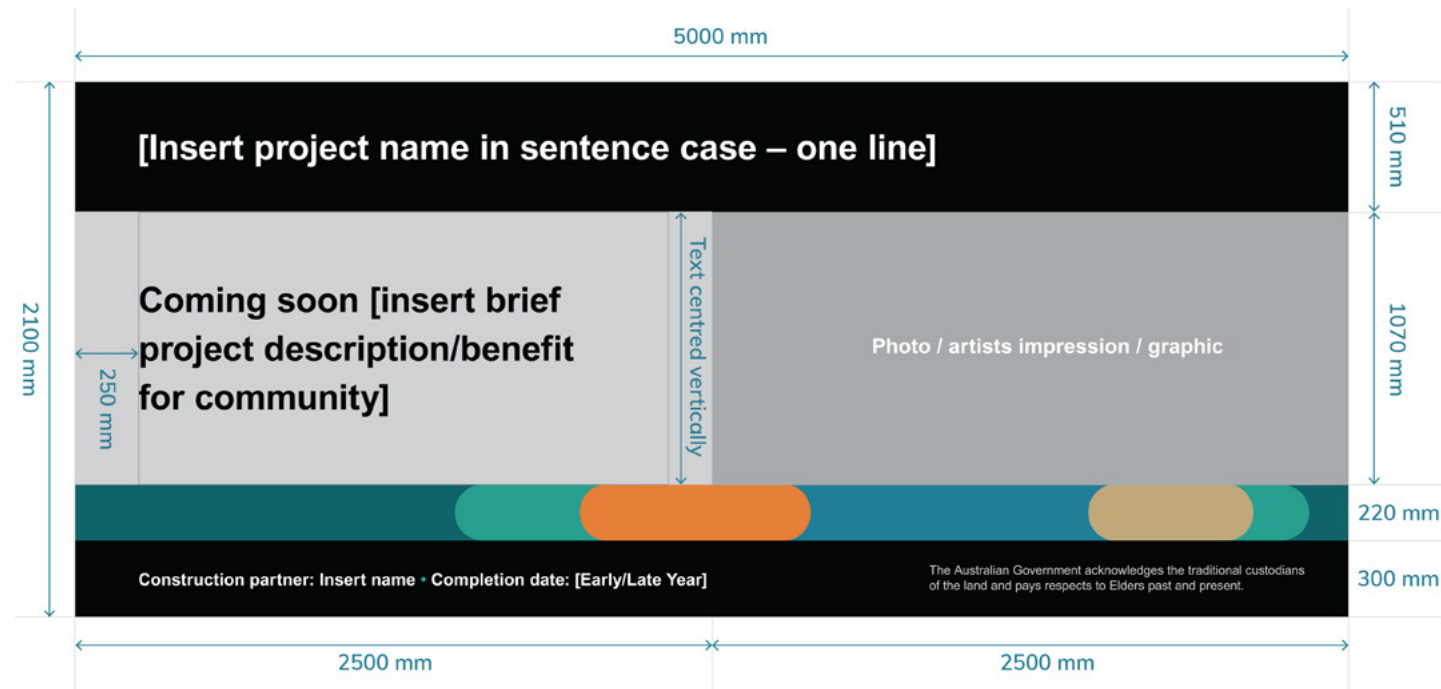 5000 mm
[Insert project name in sentence case – one line]
510 mm
2100 mm
250 mm
Coming soon [insert brief
project description/benefit
for community]
Text centred vertically
Photo / artists impression / graphic
1070 mm
220 mm
Construction partner: Insert name • Completion date: [Early/Late Year]
The Australian Government acknowledges the traditional custodians
of the land and pays respects to Elders past and present.
300 mm
2500 mm
2500 mm